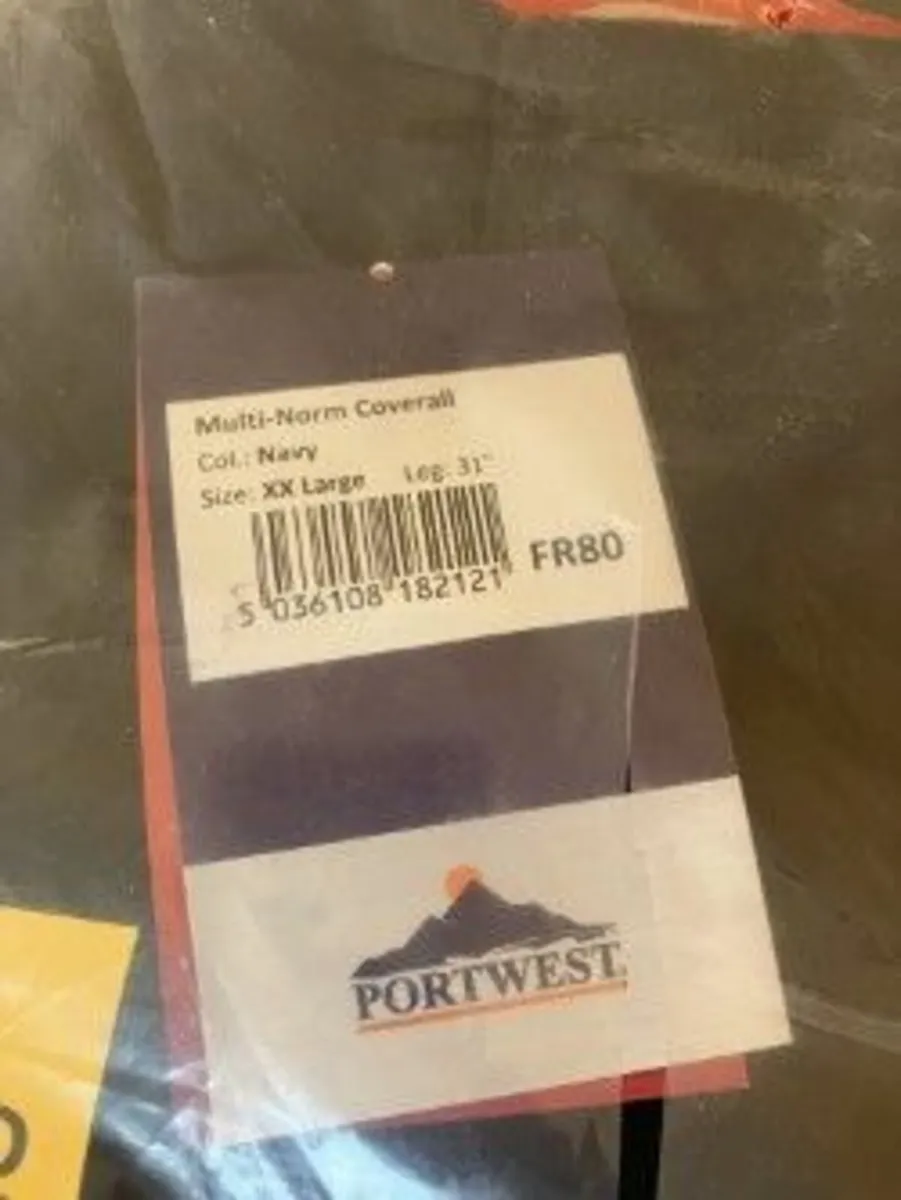 Multi-Norm Coverall
Col.: Navy
Size: XX Large Leg: 31"
FR80
5 036108 182121
PORTWEST